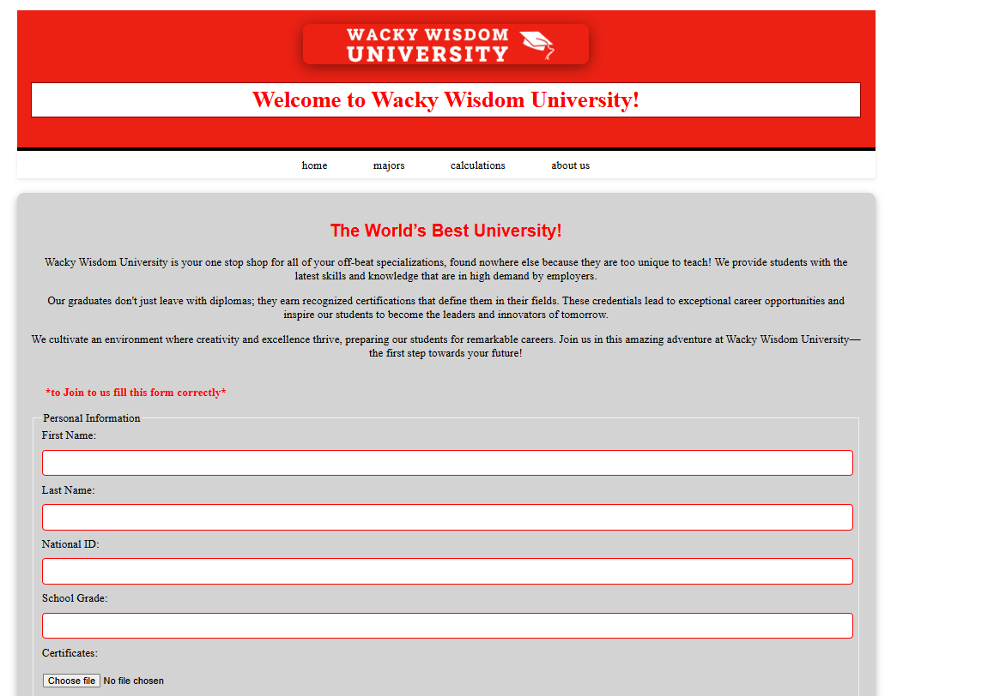 WACKY WISDOM
UNIVERSITY
Welcome to Wacky Wisdom University!
home majors calculations about us
The World’s Best University!
Wacky Wisdom University is your one stop shop for all of your off-beat specializations, found nowhere else because they are too unique to teach! We provide students with the
latest skills and knowledge that are in high demand by employers.
Our graduates don't just leave with diplomas; they earn recognized certifications that define them in their fields. These credentials lead to exceptional career opportunities and
inspire our students to become the leaders and innovators of tomorrow.
We cultivate an environment where creativity and excellence thrive, preparing our students for remarkable careers. Join us in this amazing adventure at Wacky Wisdom University—
the first step towards your future!
*to Join to us fill this form correctly*
Personal Information
First Name:
Last Name:
National ID:
School Grade:
Certificates:
Choose file No file chosen